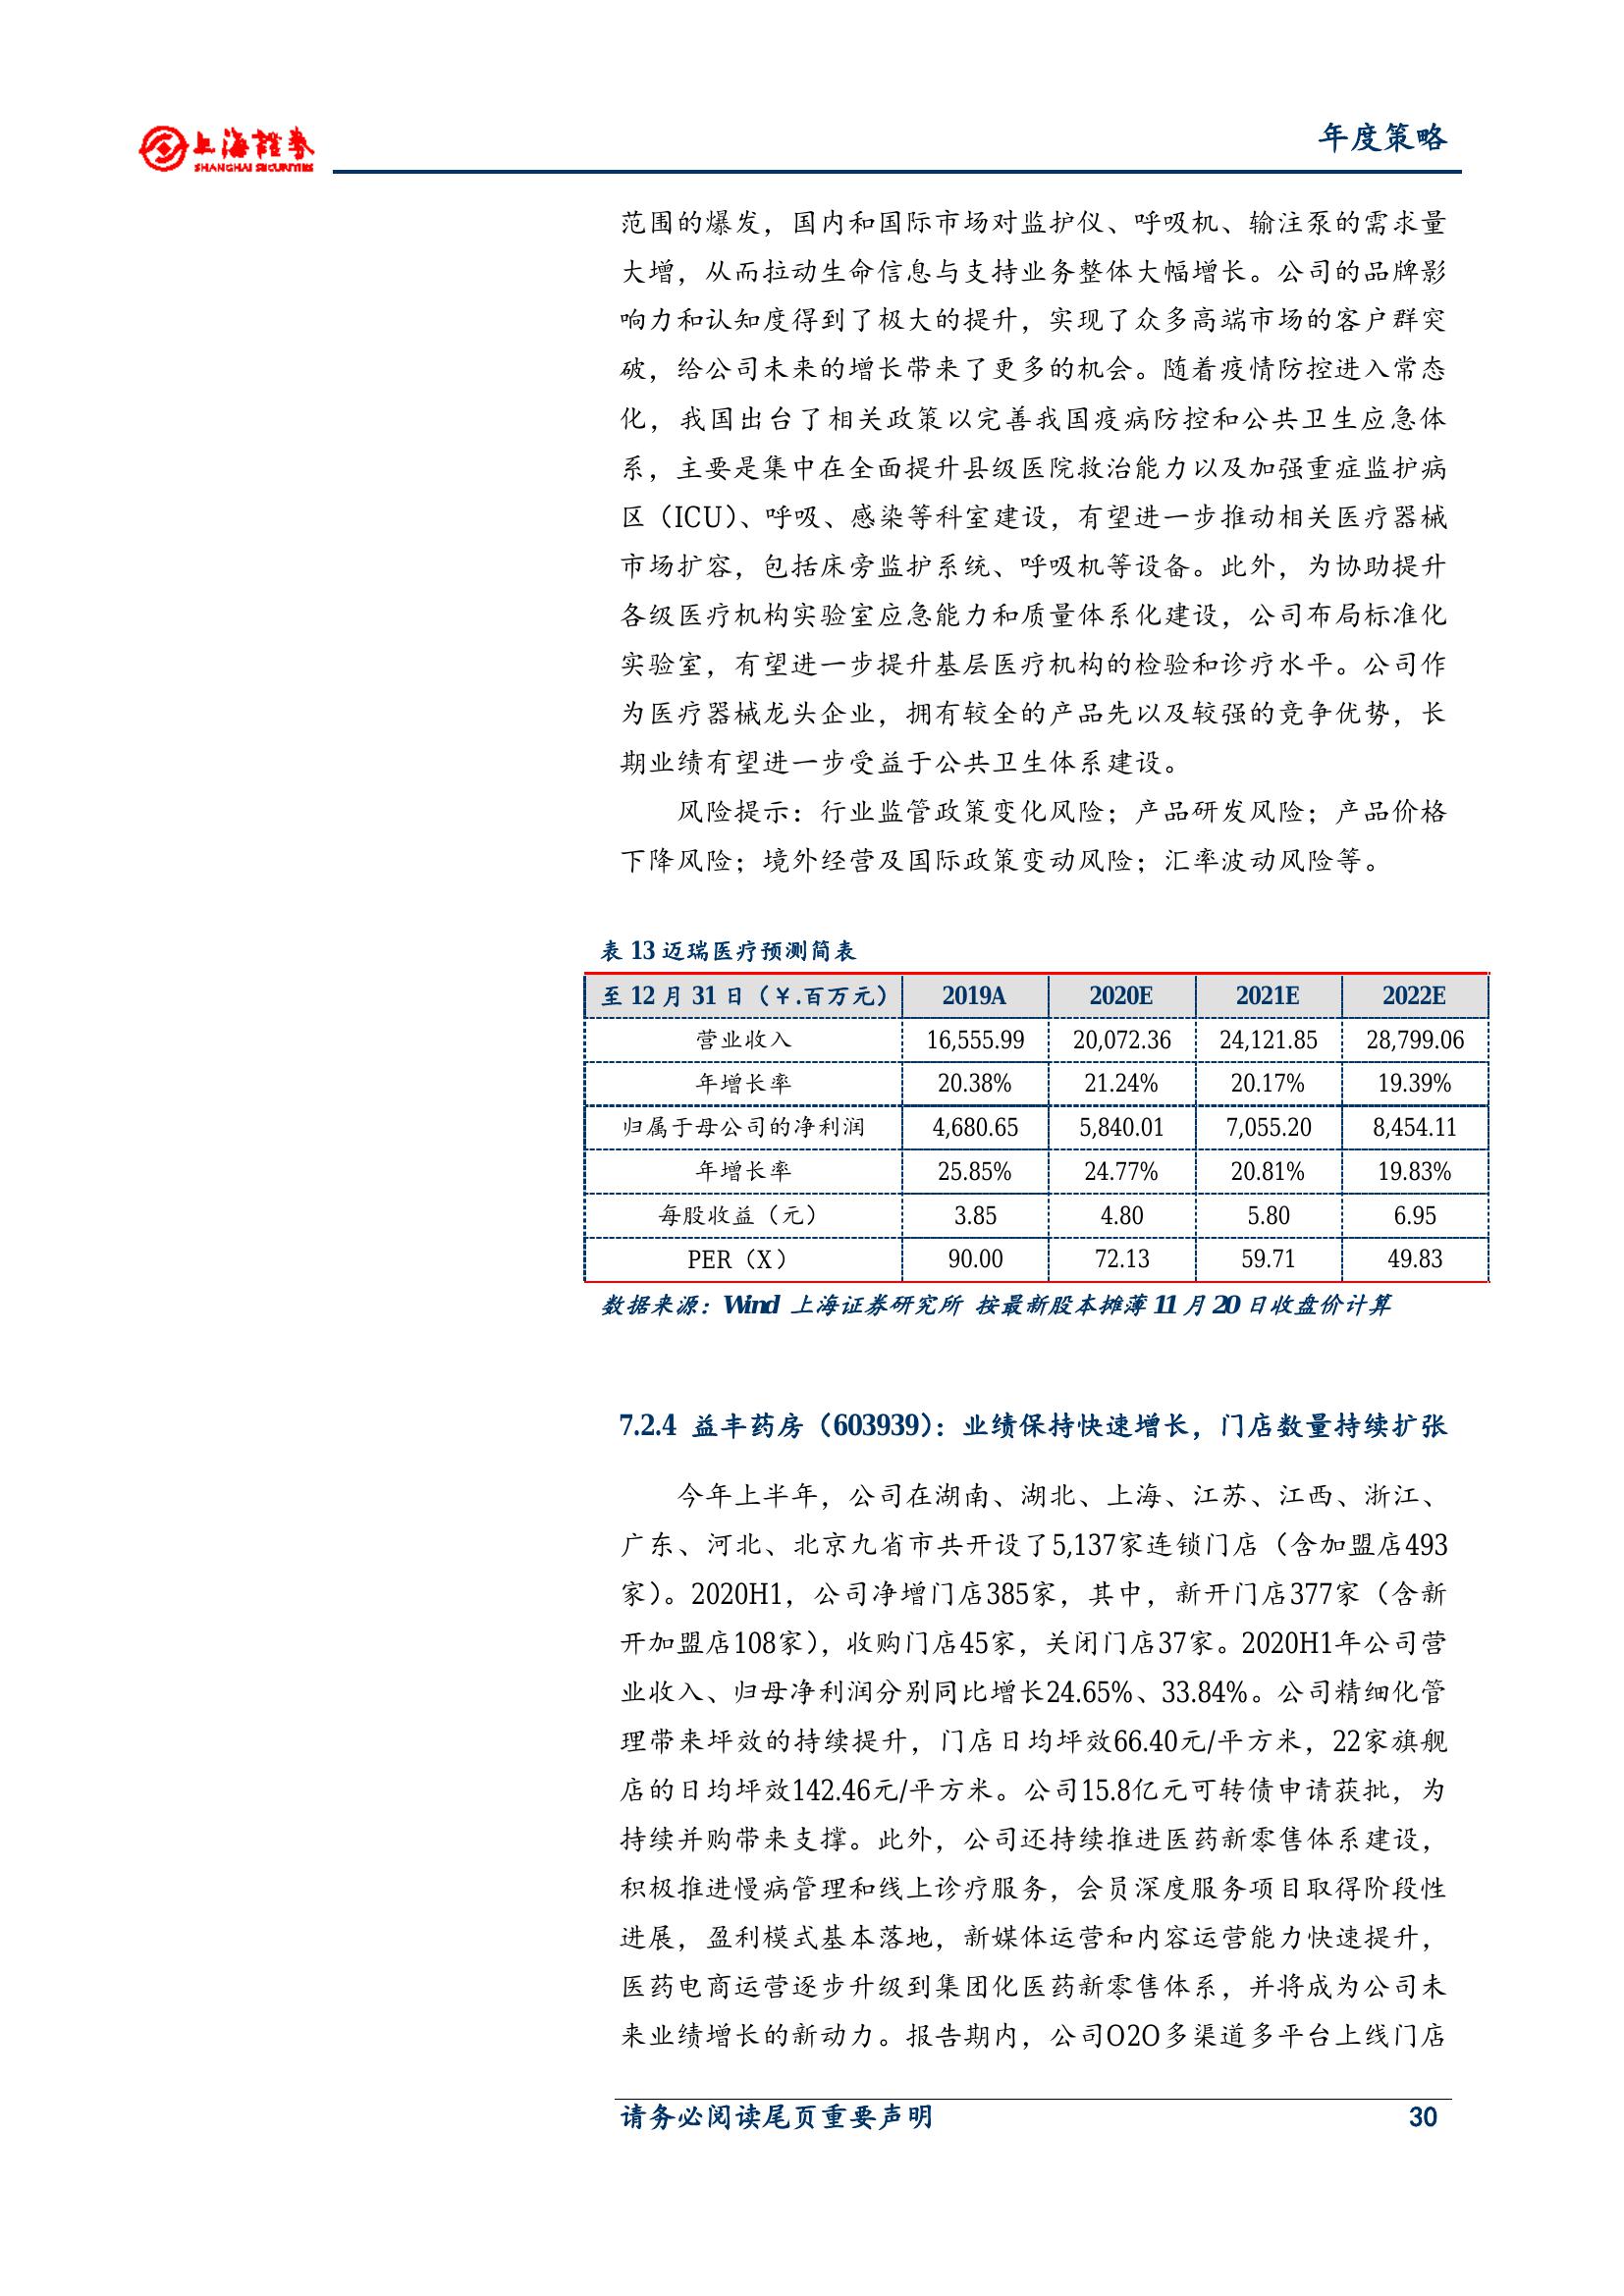 上海證券
SHANGHAI SECURITIES
年度策略
范围的爆发，国内和国际市场对监护仪、呼吸机、输注泵的需求量
大增，从而拉动生命信息与支持业务整体大幅增长。公司的品牌影
响力和认知度得到了极大的提升，实现了众多高端市场的客户群突
破，给公司未来的增长带来了更多的机会。随着疫情防控进入常态
化，我国出台了相关政策以完善我国疫病防控和公共卫生应急体
系，主要是集中在全面提升县级医院救治能力以及加强重症监护病
区（ICU）、呼吸、感染等科室建设，有望进一步推动相关医疗器械
市场扩容，包括床旁监护系统、呼吸机等设备。此外，为协助提升
各级医疗机构实验室应急能力和质量体系化建设，公司布局标准化
实验室，有望进一步提升基层医疗机构的检验和诊疗水平。公司作
为医疗器械龙头企业，拥有较全的产品先以及较强的竞争优势，长
期业绩有望进一步受益于公共卫生体系建设。
风险提示：行业监管政策变化风险；产品研发风险；产品价格
下降风险；境外经营及国际政策变动风险；汇率波动风险等。
表 13 迈瑞医疗预测简表
至 12 月 31 日（￥.百万元） 2019A 2020E 2021E 2022E
营业收入 16,555.99 20,072.36 24,121.85 28,799.06
年增长率 20.38% 21.24% 20.17% 19.39%
归属于母公司的净利润 4,680.65 5,840.01 7,055.20 8,454.11
年增长率 25.85% 24.77% 20.81% 19.83%
每股收益（元） 3.85 4.80 5.80 6.95
PER（X） 90.00 72.13 59.71 49.83
数据来源：Wind 上海证券研究所 按最新股本摊薄 11 月 20 日收盘价计算
7.2.4 益丰药房（603939）：业绩保持快速增长，门店数量持续扩张
今年上半年，公司在湖南、湖北、上海、江苏、江西、浙江、
广东、河北、北京九省市共开设了5,137家连锁门店（含加盟店493
家）。2020H1，公司净增门店385家，其中，新开门店377家（含新
开加盟店108家），收购门店45家，关闭门店37家。2020H1年公司营
业收入、归母净利润分别同比增长24.65%、33.84%。公司精细化管
理带来坪效的持续提升，门店日均坪效66.40元/平方米，22家旗舰
店的日均坪效142.46元/平方米。公司15.8亿元可转债申请获批，为
持续并购带来支撑。此外，公司还持续推进医药新零售体系建设，
积极推进慢病管理和线上诊疗服务，会员深度服务项目取得阶段性
进展，盈利模式基本落地，新媒体运营和内容运营能力快速提升，
医药电商运营逐步升级到集团化医药新零售体系，并将成为公司未
来业绩增长的新动力。报告期内，公司O2O多渠道多平台上线门店
请务必阅读尾页重要声明 30